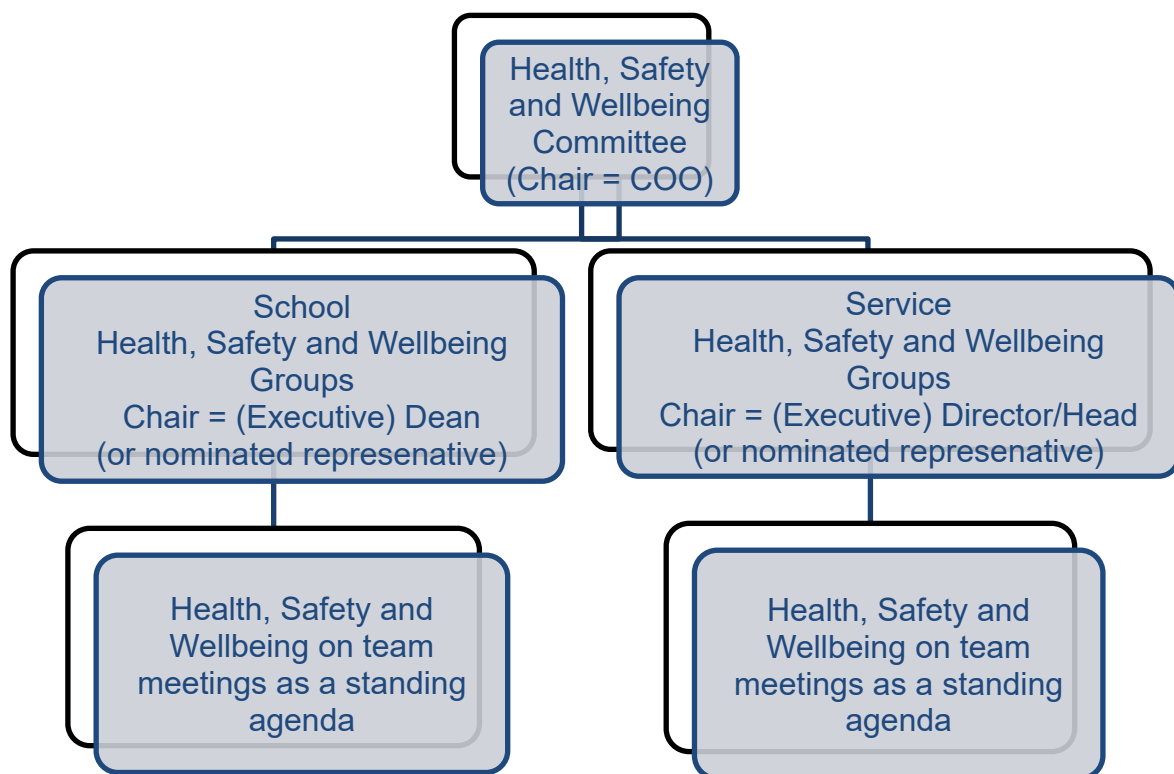 Health, Safety
and Wellbeing
Committee
(Chair = COO)
School
Health, Safety and Wellbeing
Groups
Chair = (Executive) Dean
(or nominated represenative)
Service
Health, Safety and Wellbeing
Groups
Chair = (Executive) Director/Head
(or nominated represenative)
Health, Safety and
Wellbeing on team
meetings as a standing
agenda
Health, Safety and
Wellbeing on team
meetings as a standing
agenda